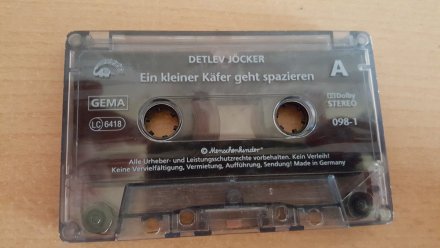 DETLEV JÖCKER
Ein kleiner Käfer geht spazieren
A
GEMA
Dolby
STEREO
LC 6418
098-1
© Menschenkinder®
Alle Urheber- und Leistungsschutzrechte vorbehalten. Kein Verleih!
Keine Vervielfältigung, Vermietung, Aufführung, Sendung! Made in Germany